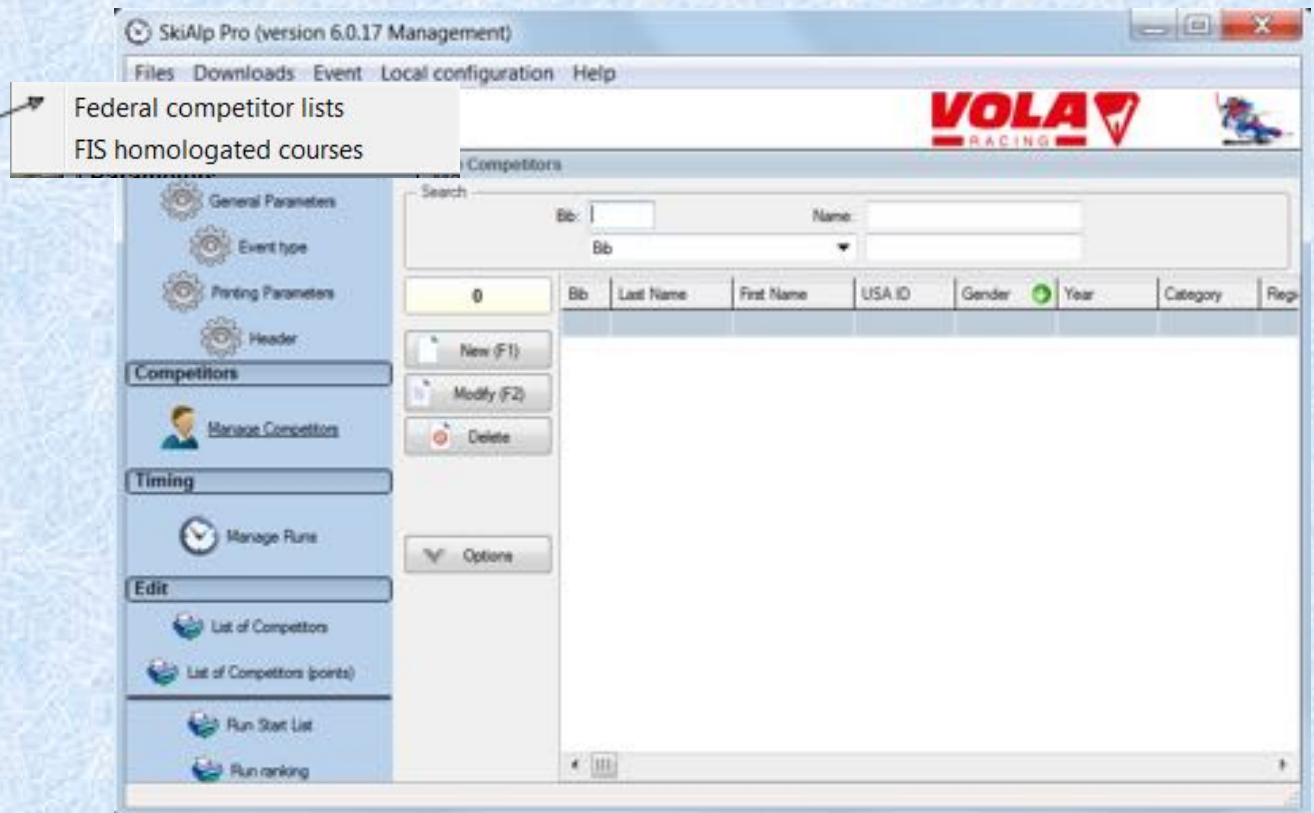 SkiAlp Pro (version 6.0.17 Management)
Files Downloads Event Local configuration Help
Federal competitor lists
FIS homologated courses
VOLA
RACING
Competitors
General Parameters
Event type
Printing Parameters
Header
Competitors
Manage Competitors
Timing
Manage Runs
Edit
List of Competitors
List of Competitors (points)
Run Start List
Run ranking
Search
Bib: Name:
Bib
0
New (F1)
Modify (F2)
Delete
Options
Bib Last Name First Name USA ID Gender Year Category